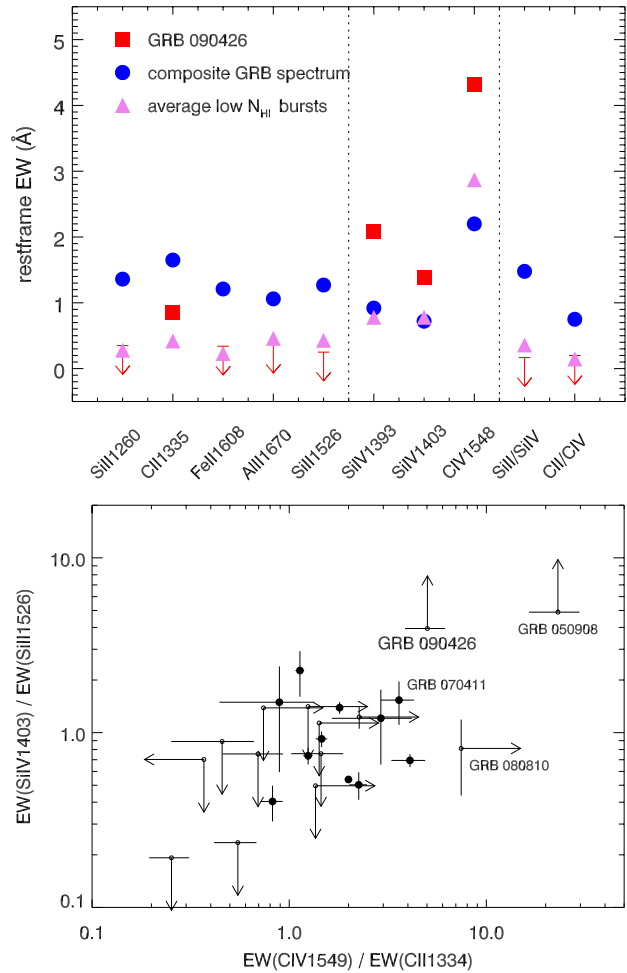 5
4
3
2
1
0
restframe EW (Å)
GRB 090426
composite GRB spectrum
average low N_HI bursts
SiII1260
CII1335
FeII1608
AlII1670
SiII1526
SiIV1393
SiIV1403
CIV1548
SiII/SiIV
CII/CIV
10.0
1.0
0.1
EW(SiIV1403) / EW(SiII1526)
GRB 090426
GRB 050908
GRB 070411
GRB 080810
0.1
1.0
10.0
EW(CIV1549) / EW(CII1334)